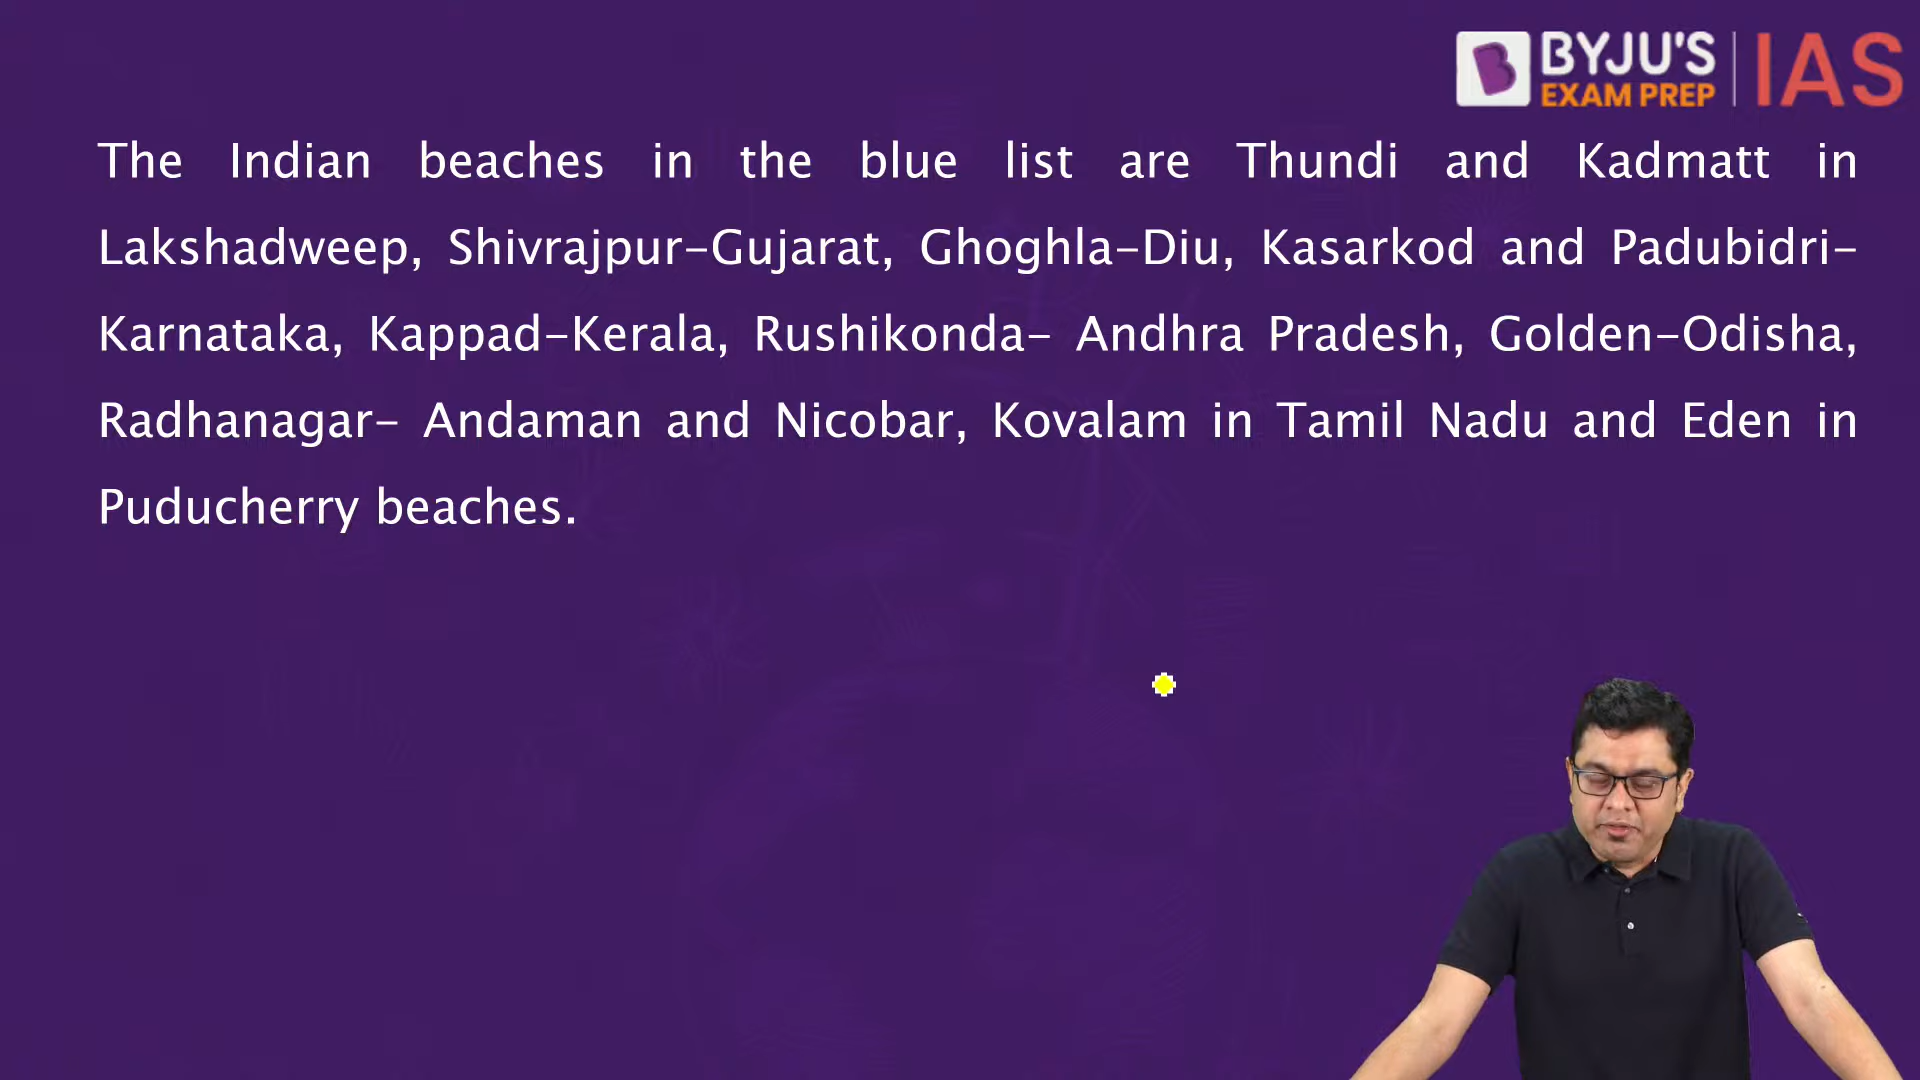 BYJU'S
EXAM PREP
IAS
The Indian beaches in the blue list are Thundi and Kadmatt in
Lakshadweep, Shivrajpur-Gujarat, Ghoghla-Diu, Kasarkod and Padubidri-
Karnataka, Kappad-Kerala, Rushikonda- Andhra Pradesh, Golden-Odisha,
Radhanagar- Andaman and Nicobar, Kovalam in Tamil Nadu and Eden in
Puducherry beaches.